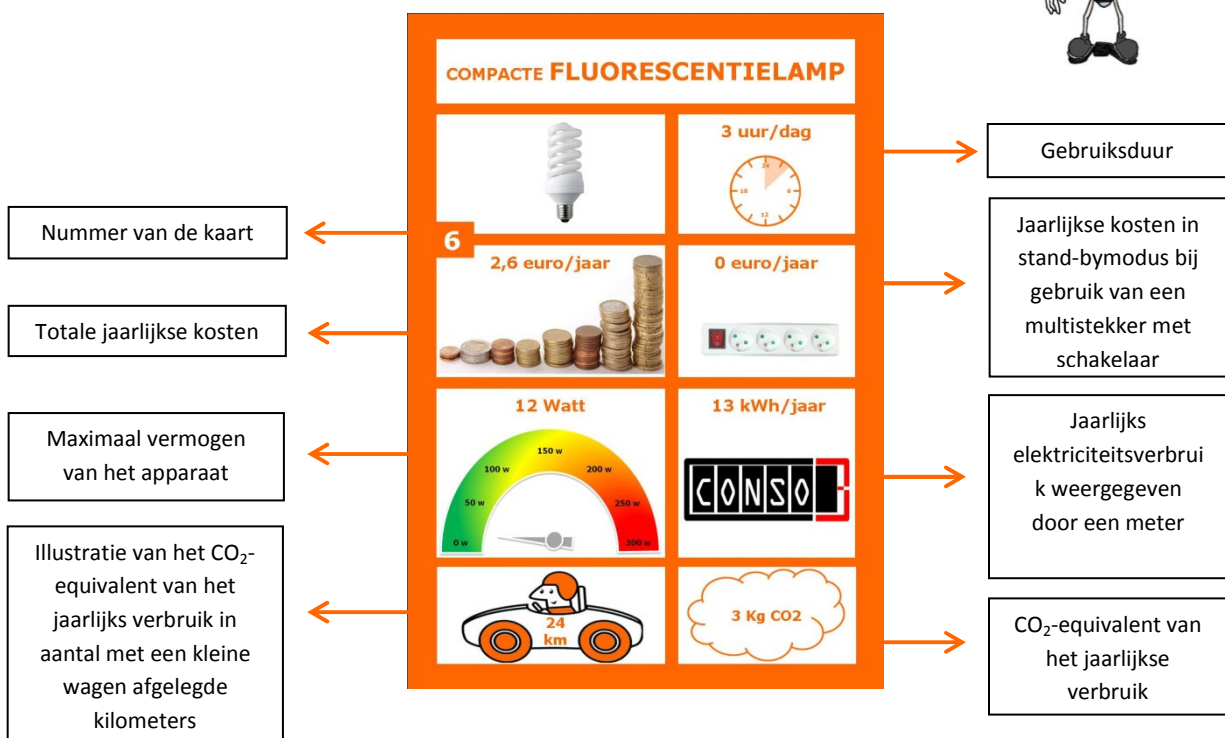 COMPACTE FLUORESCENTIELAMP
3 uur/dag
24
18
6
12
6
2,6 euro/jaar
0 euro/jaar
12 Watt
0 w
50 w
100 w
150 w
200 w
250 w
300 w
13 kWh/jaar
CONSO
24
km
3 Kg CO2
Nummer van de kaart
Totale jaarlijkse kosten
Maximaal vermogen
van het apparaat
Illustratie van het CO₂-
equivalent van het
jaarlijks verbruik in
aantal met een kleine
wagen afgelegde
kilometers
Gebruiksduur
Jaarlijkse kosten in
stand-bymodus bij
gebruik van een
multistekker met
schakelaar
Jaarlijks
elektriciteitsverbrui
k weergegeven
door een meter
CO₂-equivalent van
het jaarlijkse
verbruik